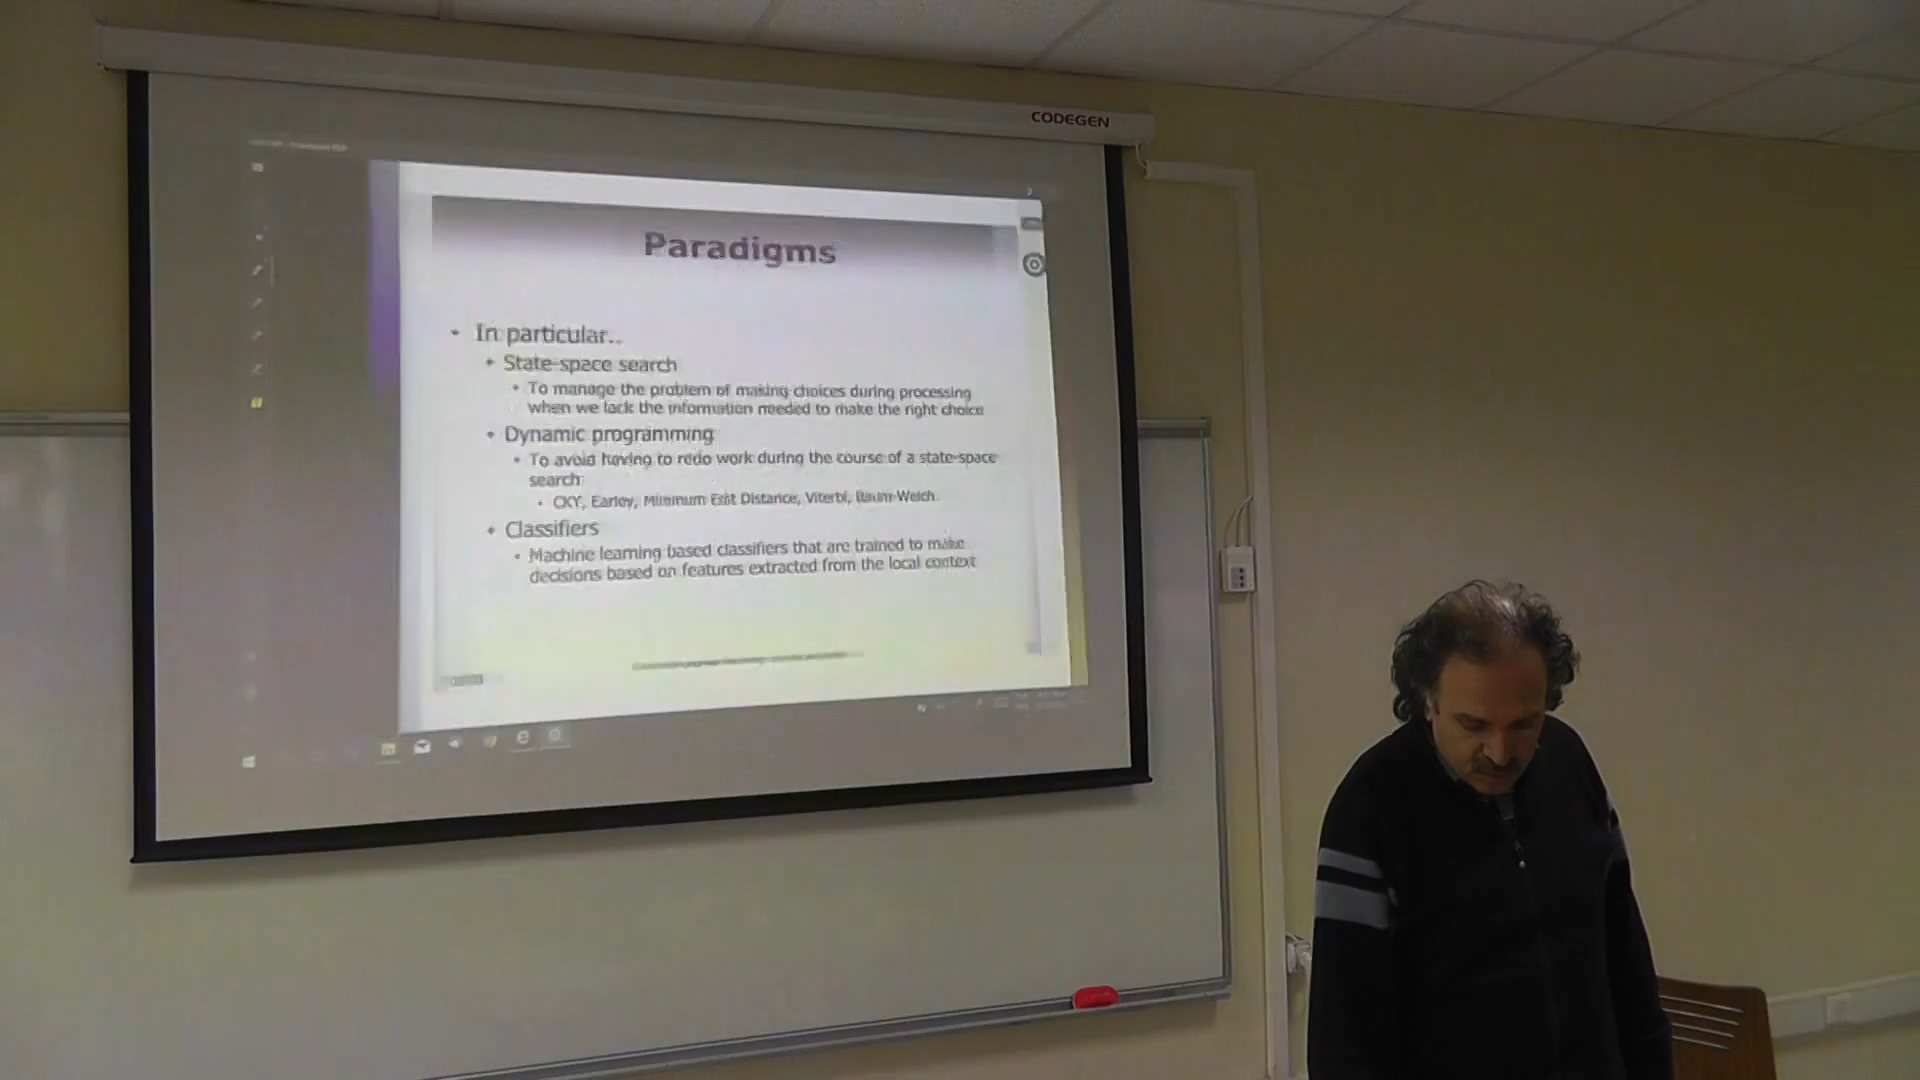 CODEGEN
Paradigms
• In particular..
• State-space search
• To manage the problem of making choices during processing
when we lack the information needed to make the right choice
• Dynamic programming
• To avoid having to redo work during the course of a state-space
search
• CKY, Earley, Minimum Edit Distance, Viterbi, Baum-Welch
• Classifiers
• Machine learning based classifiers that are trained to make
decisions based on features extracted from the local context